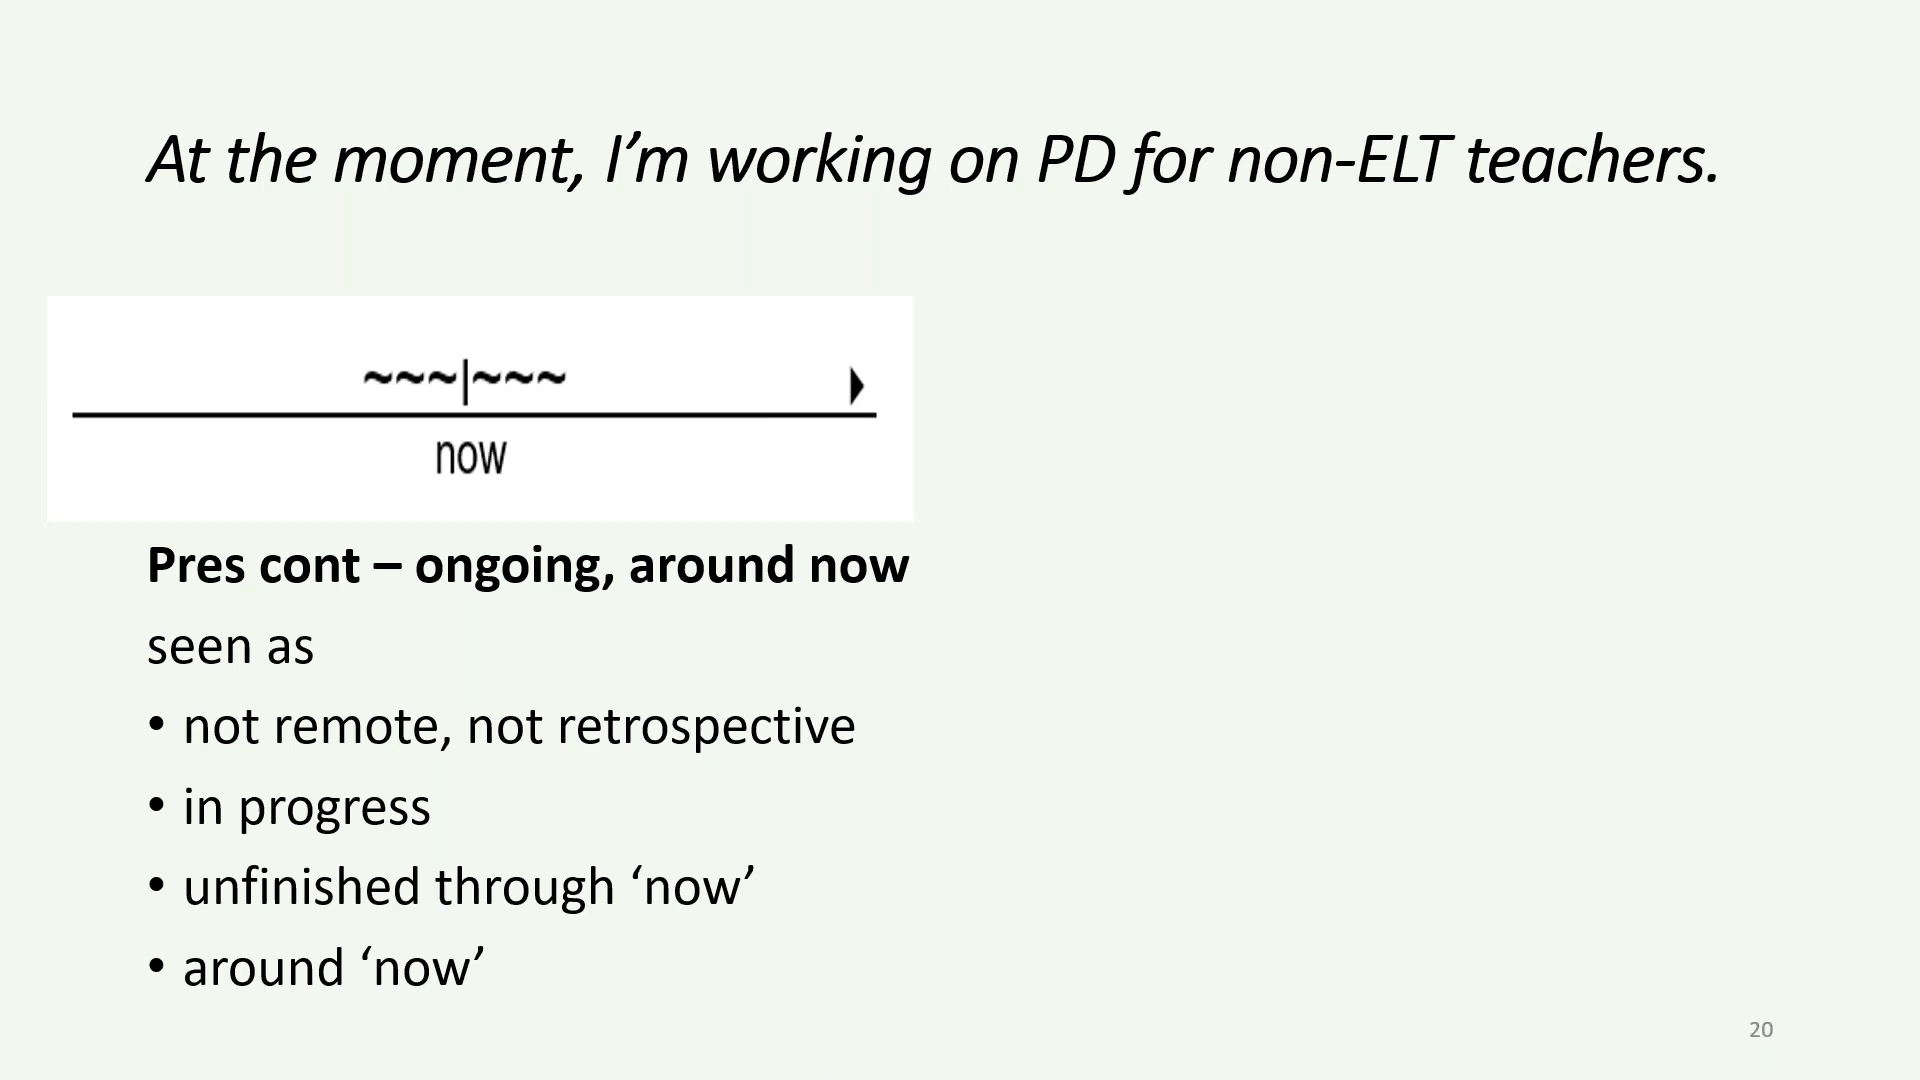 At the moment, I’m working on PD for non-ELT teachers.
~~~|~~~
now
Pres cont – ongoing, around now
seen as
• not remote, not retrospective
• in progress
• unfinished through ‘now’
• around ‘now’
20